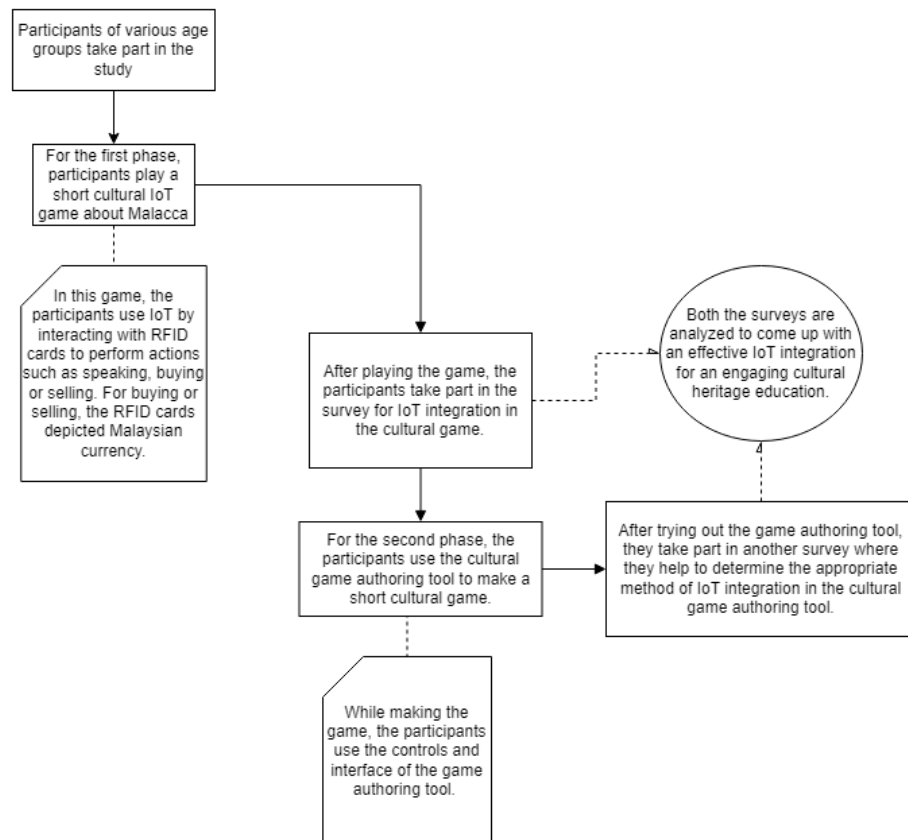 Participants of various age
groups take part in the
study
For the first phase,
participants play a
short cultural IoT
game about Malacca
In this game, the
participants use IoT by
interacting with RFID
cards to perform actions
such as speaking, buying
or selling. For buying or
selling, the RFID cards
depicted Malaysian
currency.
After playing the game, the
participants take part in the
survey for IoT integration in
the cultural game.
Both the surveys are
analyzed to come up with
an effective IoT integration
for an engaging cultural
heritage education.
For the second phase, the
participants use the cultural
game authoring tool to make a
short cultural game.
After trying out the game authoring tool,
they take part in another survey where
they help to determine the appropriate
method of IoT integration in the cultural
game authoring tool.
While making the
game, the participants
use the controls and
interface of the game
authoring tool.